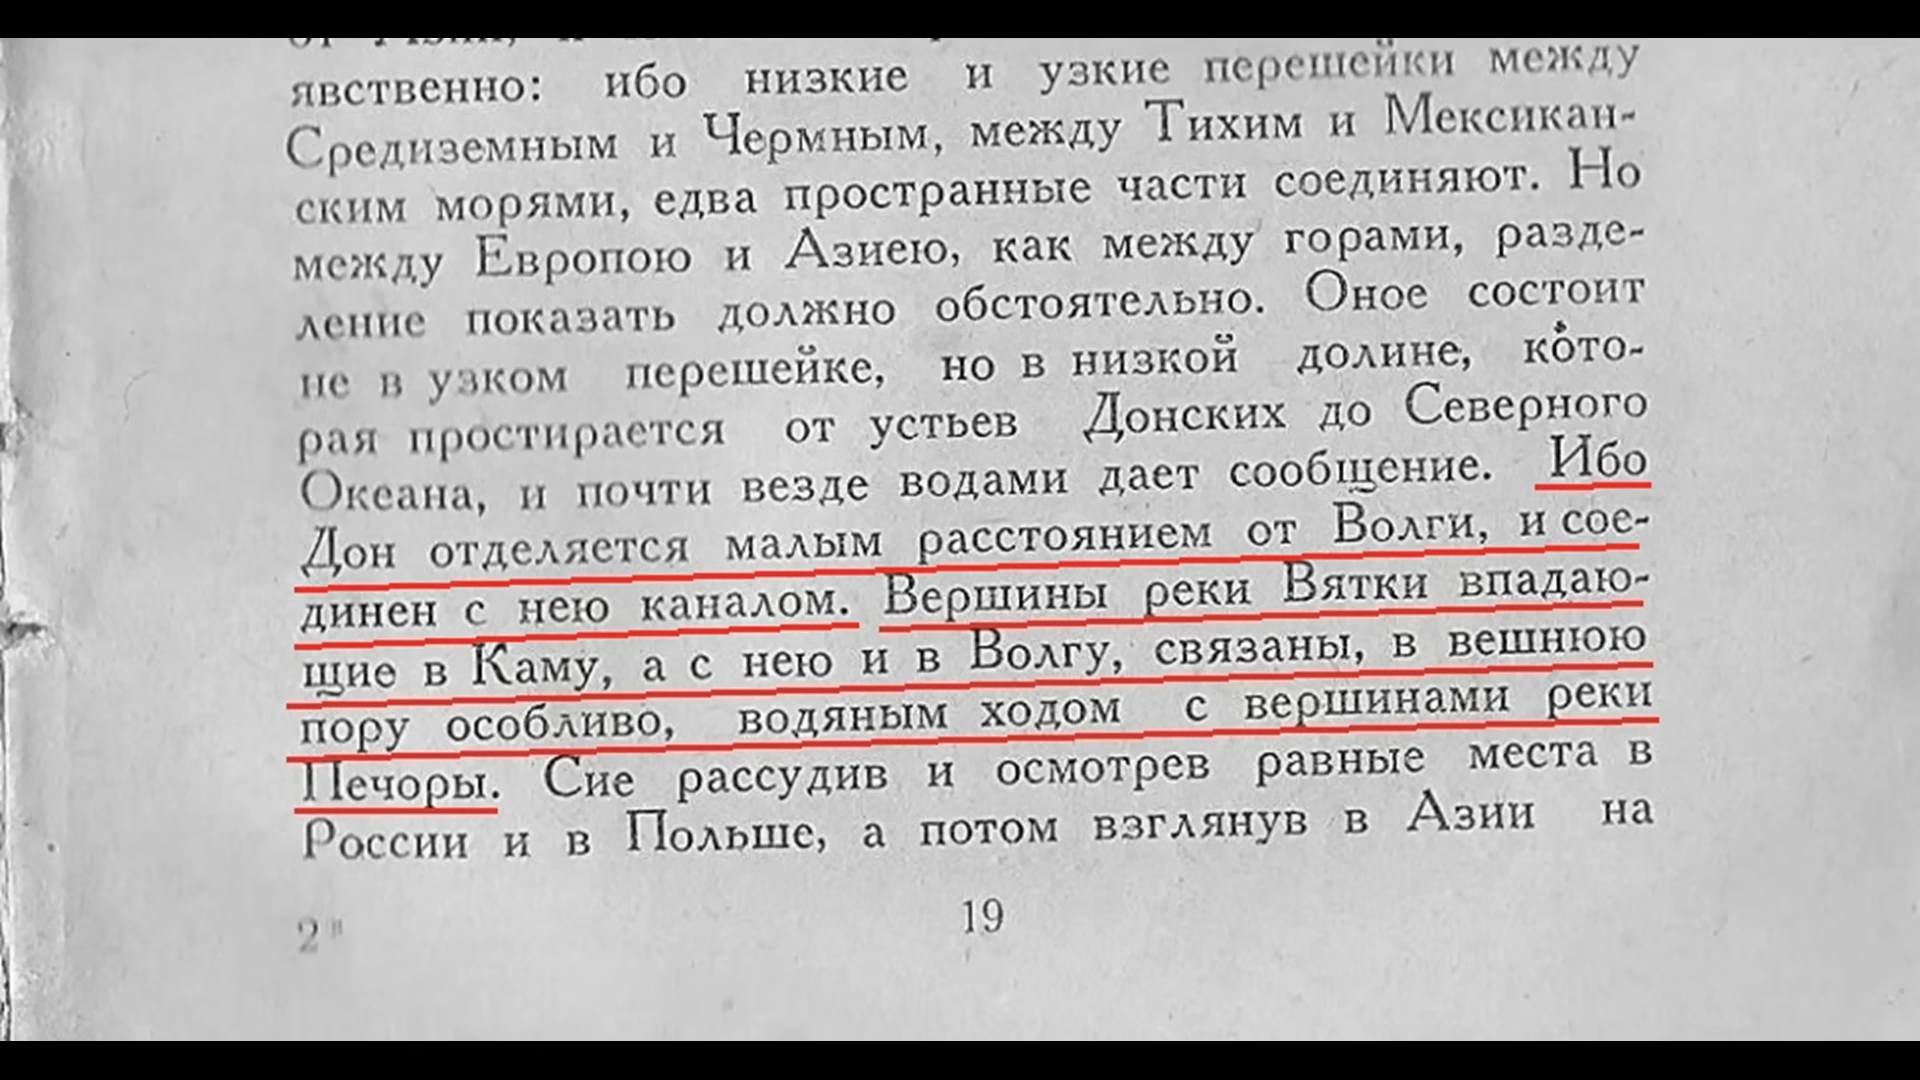 явственно: ибо низкие и узкие перешейки между
Средиземным и Чермным, между Тихим и Мексикан-
ским морями, едва пространные части соединяют. Но
между Европою и Азиею, как между горами, разде-
ление показать должно обстоятельно. Оное состоит
не в узком перешейке, но в низкой долине, кото-
рая простирается от устьев Донских до Северного
Океана, и почти везде водами дает сообщение. Ибо
Дон отделяется малым расстоянием от Волги, и сое-
динен с нею каналом. Вершины реки Вятки впадаю-
щие в Каму, а с нею и в Волгу, связаны, в вешнюю
пору особливо, водяным ходом с вершинами реки
Печоры. Сие рассудив и осмотрев равные места в
России и в Польше, а потом взглянув в Азии на
2
19